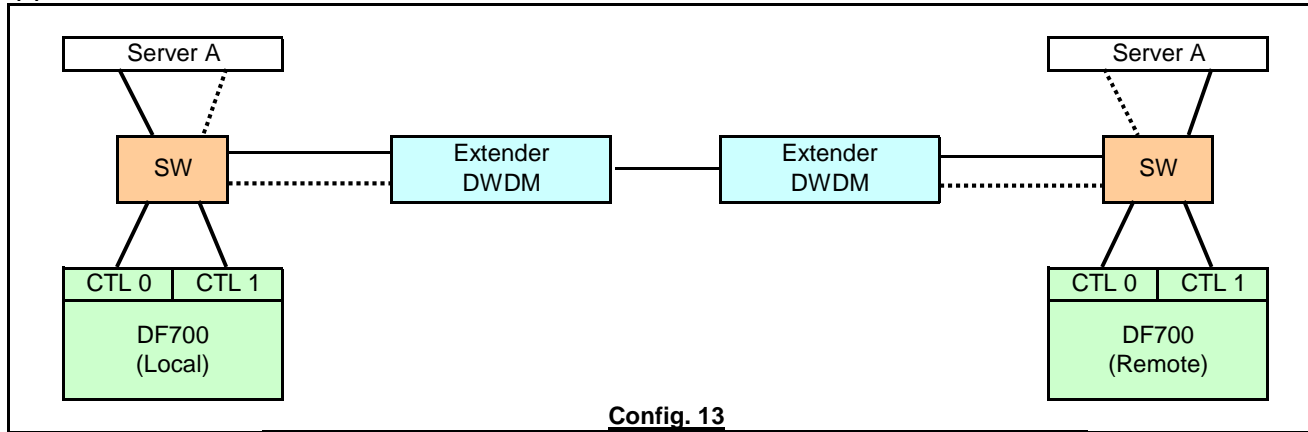 Server A
Server A
SW
Extender
DWDM
Extender
DWDM
SW
CTL 0
CTL 1
CTL 0
CTL 1
DF700
(Local)
DF700
(Remote)
Config. 13